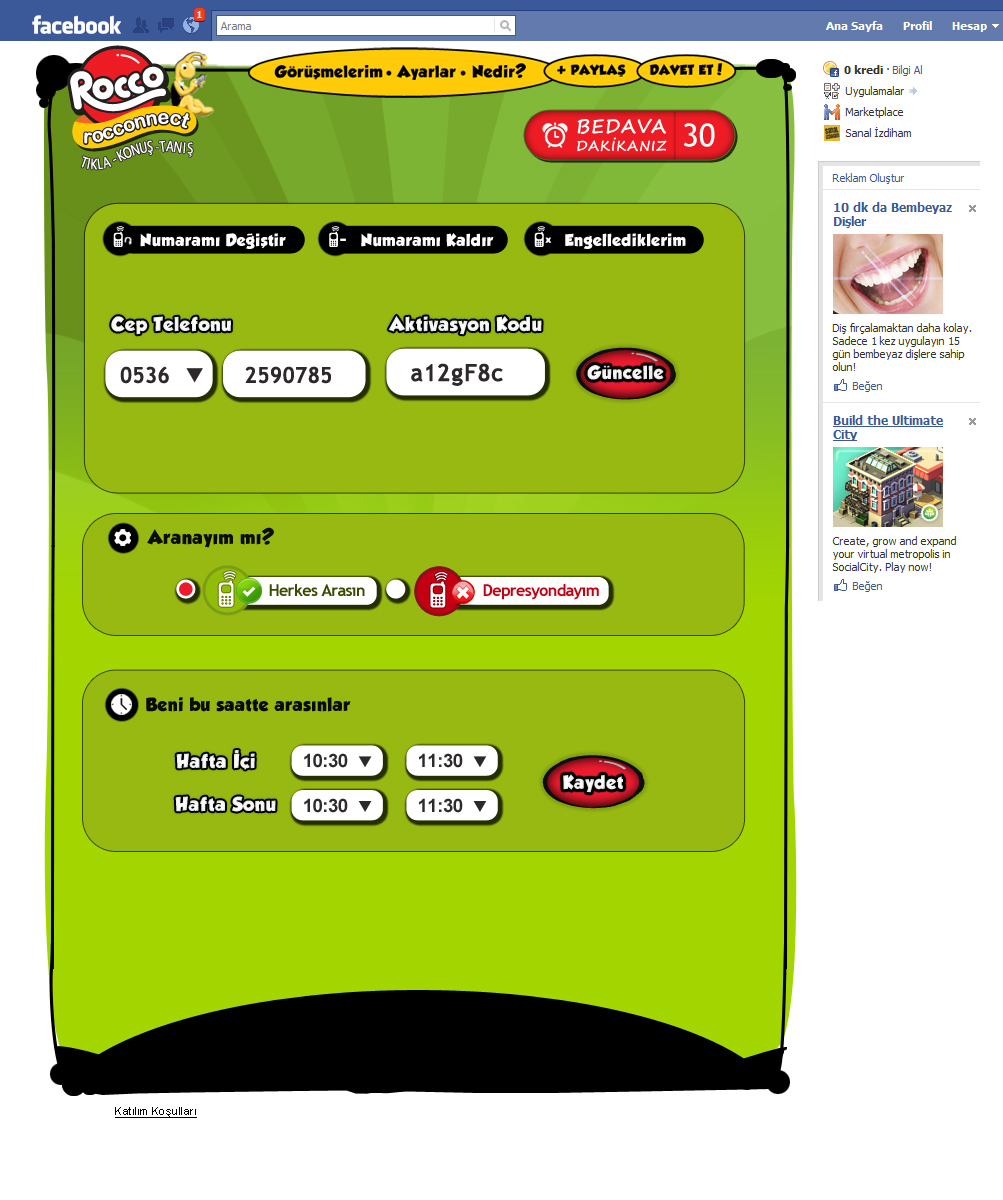 facebook
1
Arama
Ana Sayfa Profil Hesap
Rocco
rocconnect
TIKLA-KONUŞ-TANIŞ
Görüşmelerim • Ayarlar • Nedir?
+ PAYLAŞ
DAVET ET!
BEDAVA
DAKİKANIZ
30
0 kredi · Bilgi Al
Uygulamalar
Marketplace
Sanal İzdiham
Numaramı Değiştir
Numaramı Kaldır
Engellediklerim
Cep Telefonu
Aktivasyon Kodu
0536
2590785
a12gF8c
Güncelle
Aranayım mı?
Herkes Arasın
Depresyondayım
Beni bu saatte arasınlar
Hafta İçi 10:30 11:30
Hafta Sonu 10:30 11:30
Kaydet
Katılım Koşulları
Reklam Oluştur
10 dk da Bembeyaz
Dişler
Diş fırçalamaktan daha kolay.
Sadece 1 kez uygulayın 15
gün bembeyaz dişlere sahip
olun!
Beğen
Build the Ultimate
City
Create, grow and expand
your virtual metropolis in
SocialCity. Play now!
Beğen